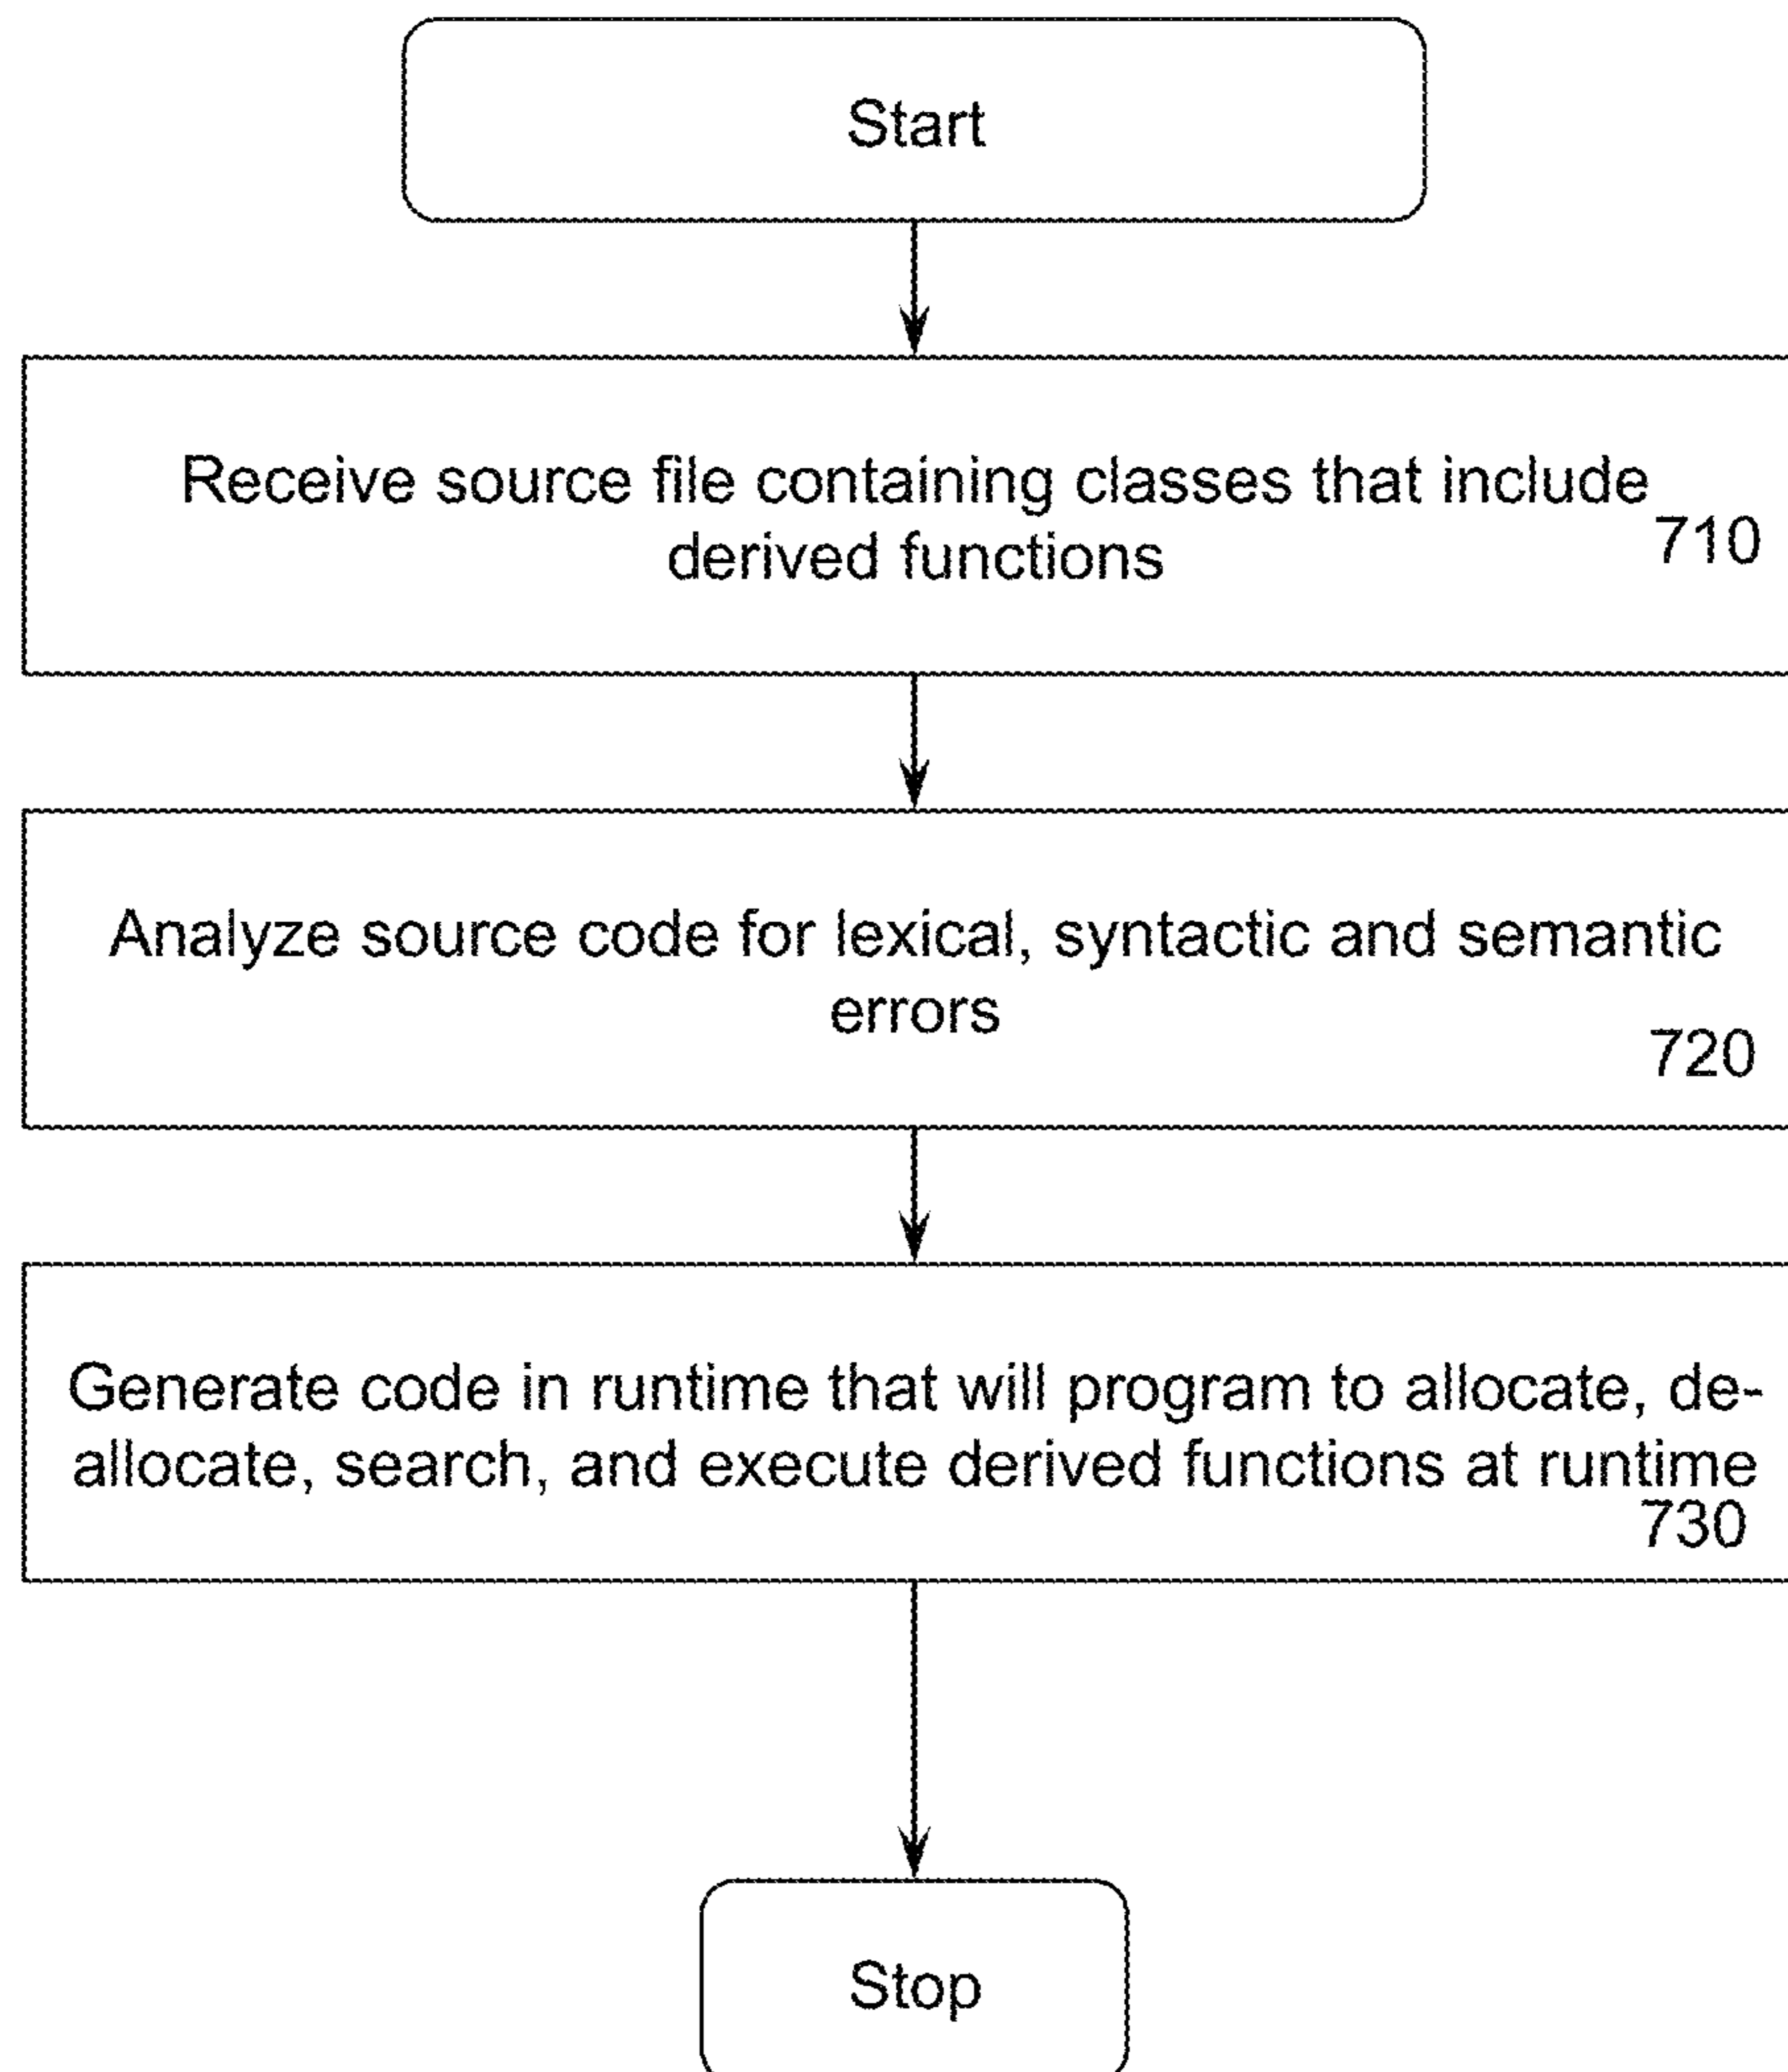 Start
Receive source file containing classes that include
derived functions
710
Analyze source code for lexical, syntactic and semantic
errors
720
Generate code in runtime that will program to allocate, de-
allocate, search, and execute derived functions at runtime
730
Stop